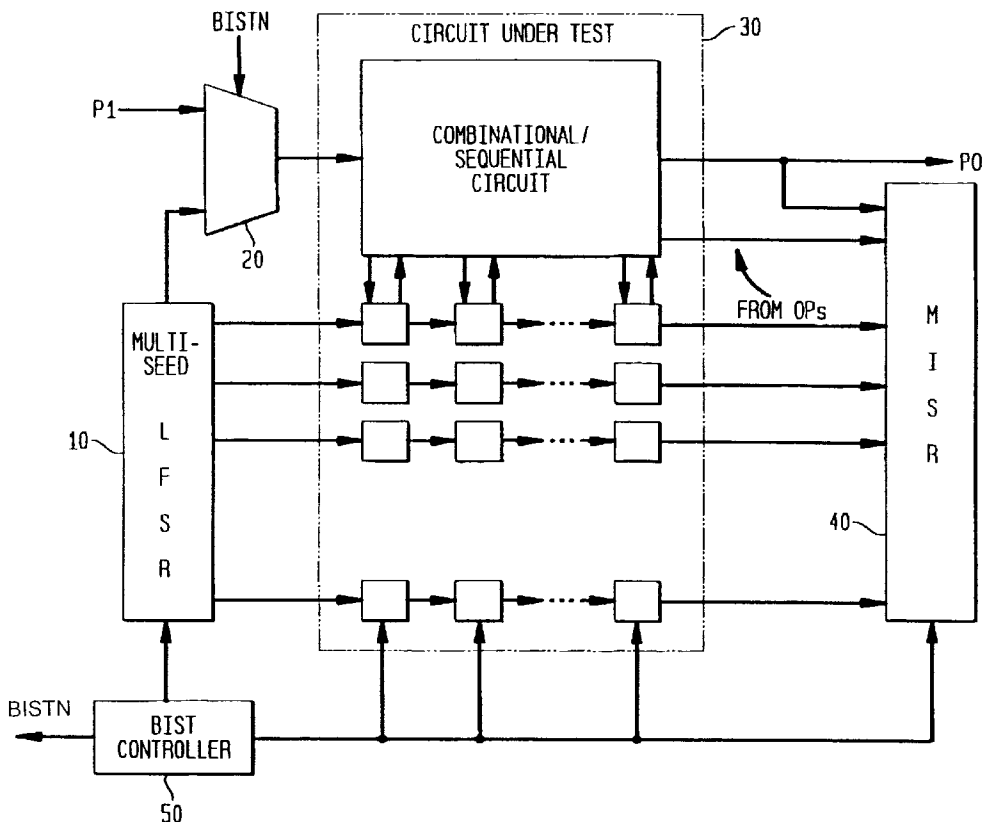 BISTN
CIRCUIT UNDER TEST
30
P1
COMBINATIONAL/
SEQUENTIAL
CIRCUIT
PO
20
FROM OPs
MULTI-
SEED
L
F
S
R
10
M
I
S
R
40
BISTN
BIST
CONTROLLER
50